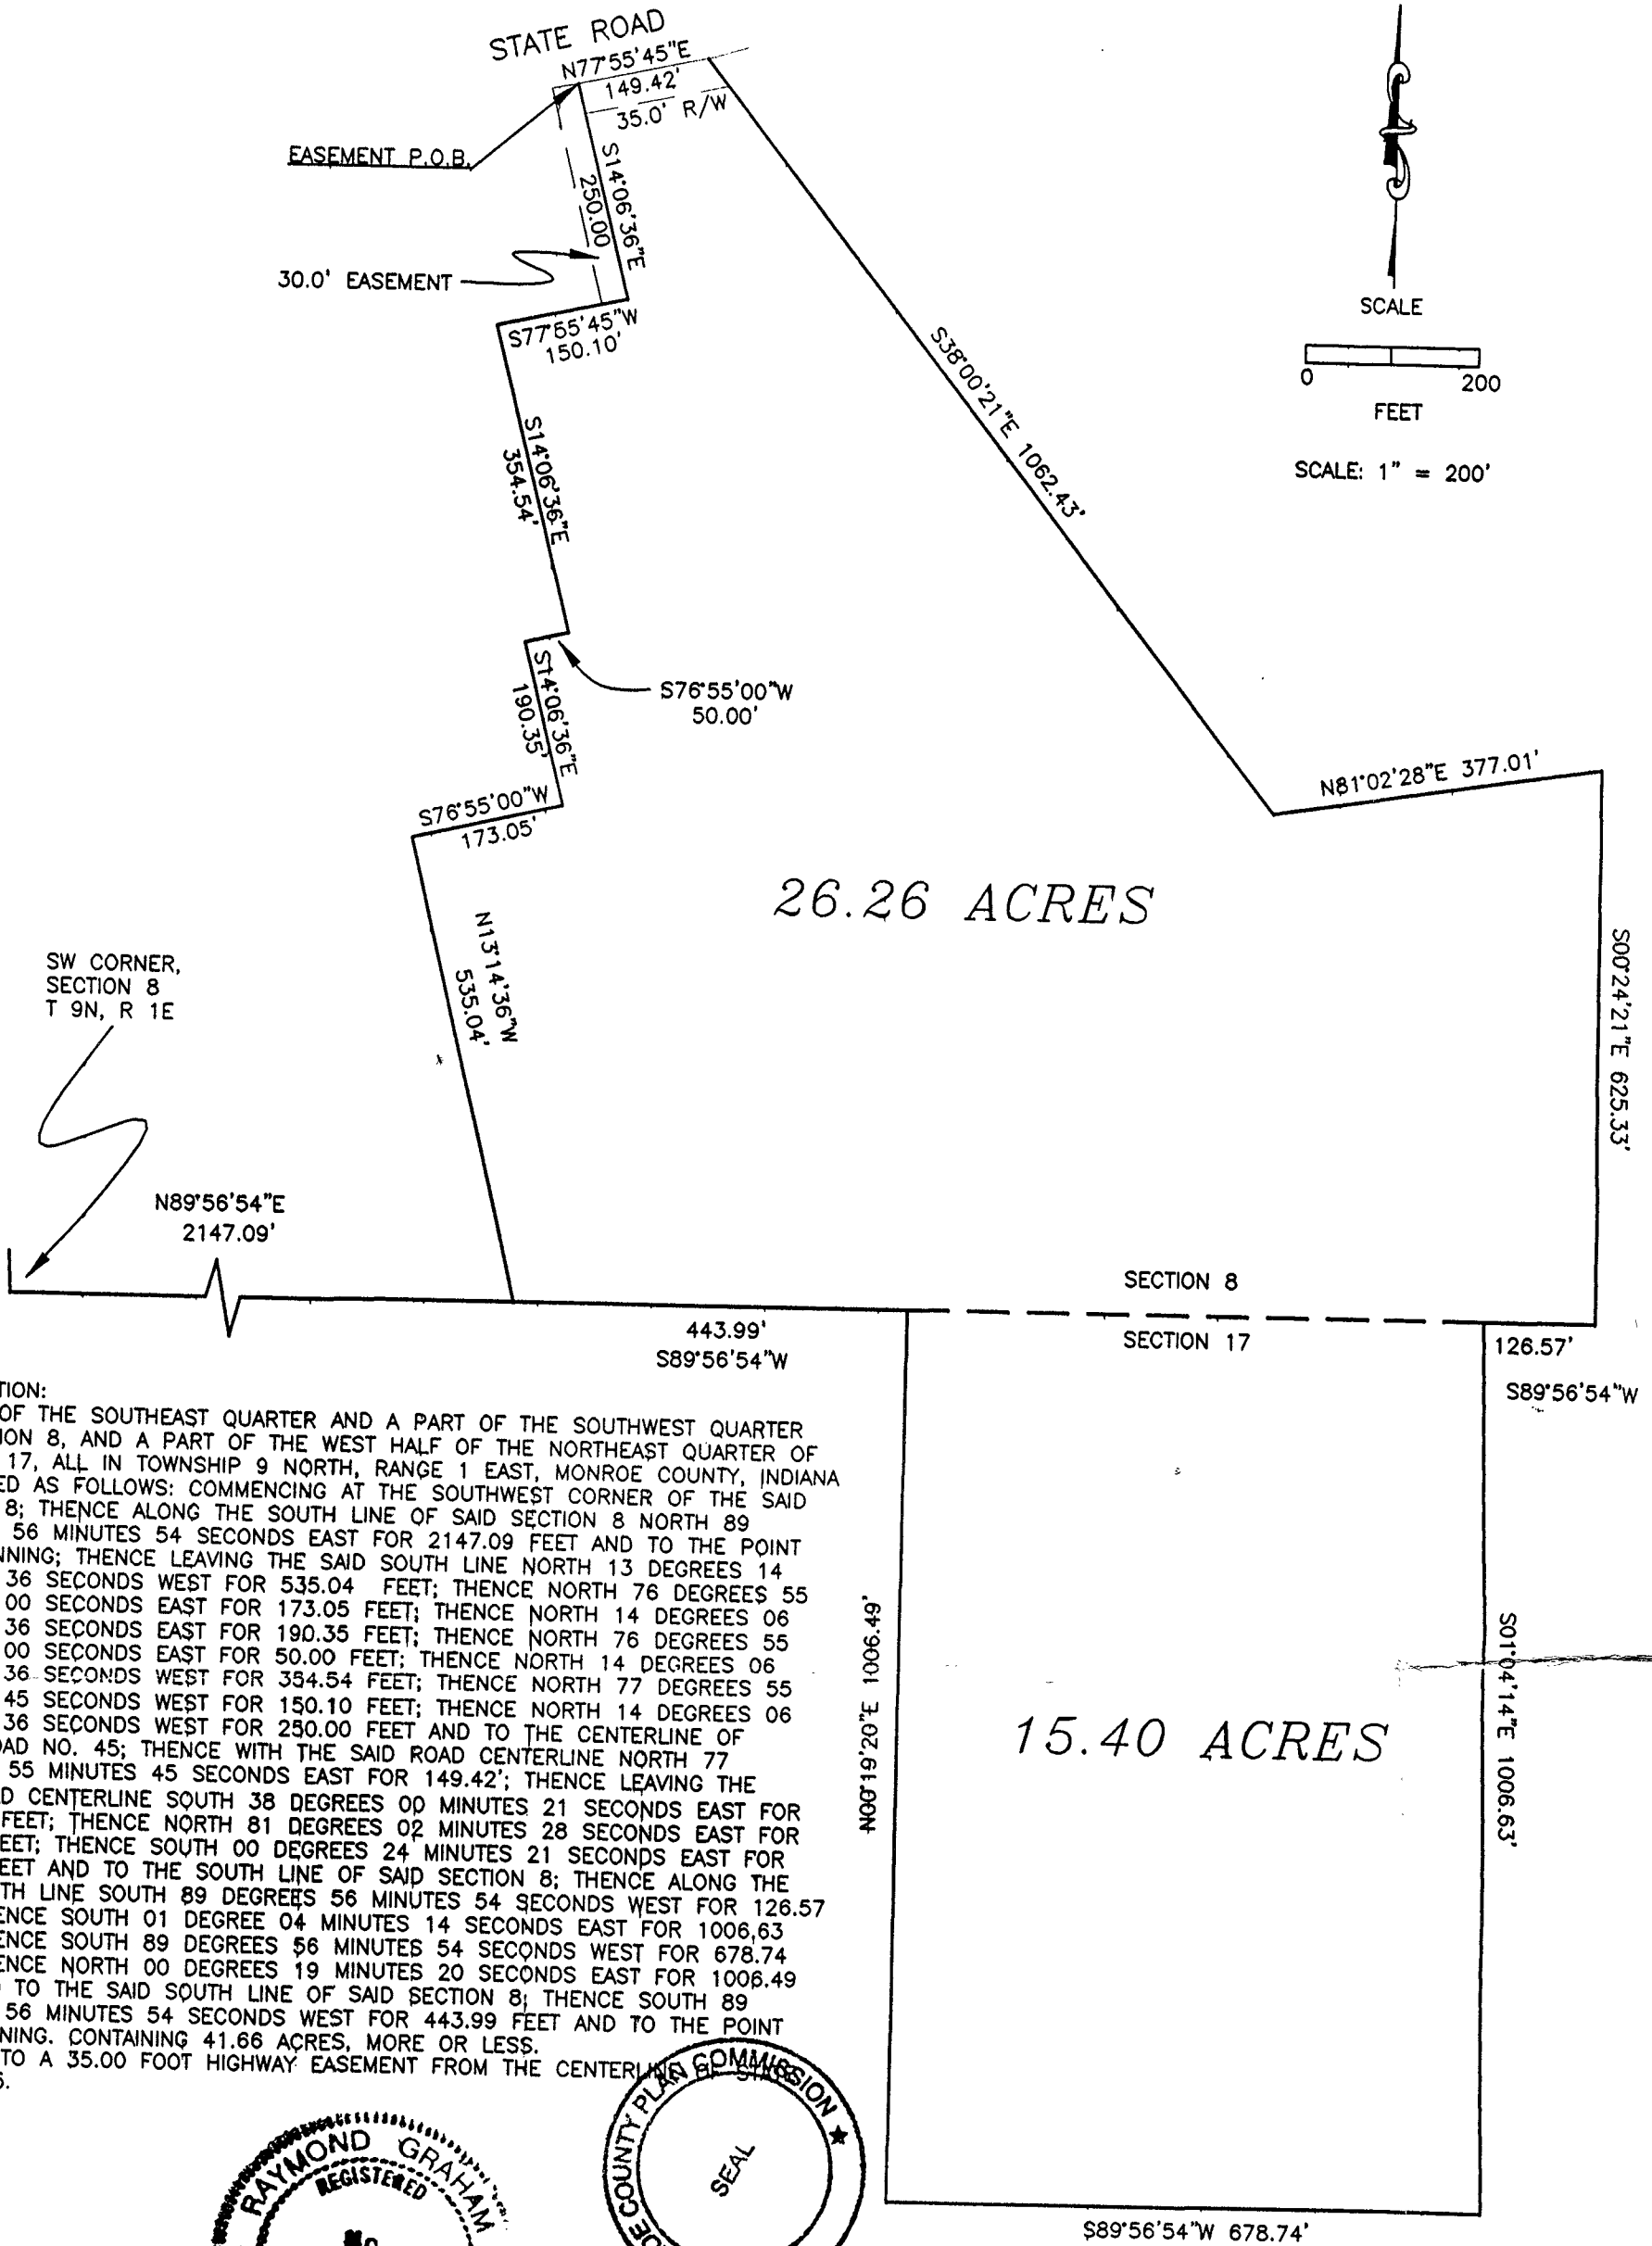 STATE ROAD
N77°55'45"E
149.42'
35.0' R/W
EASEMENT P.O.B.
S14°06'36"E
250.00
30.0' EASEMENT
S77°55'45"W
150.10'
SCALE
0 200
FEET
SCALE: 1" = 200'
S38°00'21"E 1062.43'
S14°06'36"E
354.54'
S76°55'00"W
50.00'
S14°06'36"E
190.35'
S76°55'00"W
173.05'
N81°02'28"E 377.01'
26.26 ACRES
N13°14'36"W
535.04'
S00°24'21"E 625.33'
SW CORNER,
SECTION 8
T 9N, R 1E
N89°56'54"E
2147.09'
SECTION 8
SECTION 17
443.99'
S89°56'54"W
126.57'
S89°56'54"W
TION:
OF THE SOUTHEAST QUARTER AND A PART OF THE SOUTHWEST QUARTER
ION 8, AND A PART OF THE WEST HALF OF THE NORTHEAST QUARTER OF
17, ALL IN TOWNSHIP 9 NORTH, RANGE 1 EAST, MONROE COUNTY, INDIANA
ED AS FOLLOWS: COMMENCING AT THE SOUTHWEST CORNER OF THE SAID
8; THENCE ALONG THE SOUTH LINE OF SAID SECTION 8 NORTH 89
56 MINUTES 54 SECONDS EAST FOR 2147.09 FEET AND TO THE POINT
NNING; THENCE LEAVING THE SAID SOUTH LINE NORTH 13 DEGREES 14
36 SECONDS WEST FOR 535.04 FEET; THENCE NORTH 76 DEGREES 55
00 SECONDS EAST FOR 173.05 FEET; THENCE NORTH 14 DEGREES 06
36 SECONDS EAST FOR 190.35 FEET; THENCE NORTH 76 DEGREES 55
00 SECONDS EAST FOR 50.00 FEET; THENCE NORTH 14 DEGREES 06
36 SECONDS WEST FOR 354.54 FEET; THENCE NORTH 77 DEGREES 55
45 SECONDS WEST FOR 150.10 FEET; THENCE NORTH 14 DEGREES 06
36 SECONDS WEST FOR 250.00 FEET AND TO THE CENTERLINE OF
OAD NO. 45; THENCE WITH THE SAID ROAD CENTERLINE NORTH 77
55 MINUTES 45 SECONDS EAST FOR 149.42'; THENCE LEAVING THE
D CENTERLINE SOUTH 38 DEGREES 00 MINUTES 21 SECONDS EAST FOR
FEET; THENCE NORTH 81 DEGREES 02 MINUTES 28 SECONDS EAST FOR
EET; THENCE SOUTH 00 DEGREES 24 MINUTES 21 SECONDS EAST FOR
EET AND TO THE SOUTH LINE OF SAID SECTION 8; THENCE ALONG THE
TH LINE SOUTH 89 DEGREES 56 MINUTES 54 SECONDS WEST FOR 126.57
ENCE SOUTH 01 DEGREE 04 MINUTES 14 SECONDS EAST FOR 1006,63
ENCE SOUTH 89 DEGREES 56 MINUTES 54 SECONDS WEST FOR 678.74
ENCE NORTH 00 DEGREES 19 MINUTES 20 SECONDS EAST FOR 1006.49
TO THE SAID SOUTH LINE OF SAID SECTION 8; THENCE SOUTH 89
56 MINUTES 54 SECONDS WEST FOR 443.99 FEET AND TO THE POINT
NING. CONTAINING 41.66 ACRES, MORE OR LESS.
TO A 35.00 FOOT HIGHWAY EASEMENT FROM THE CENTERLINE OF STATE
N00°19'20"E 1006.49'
15.40 ACRES
S01°04'14"E 1006.63'
S89°56'54"W 678.74'
RAYMOND GRAHAM
REGISTERED
OE COUNTY PLAN COMMISSION ★
SEAL